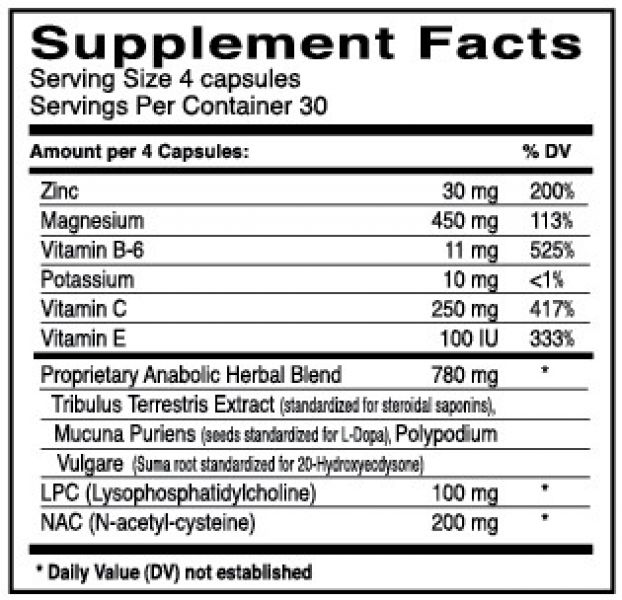 Supplement Facts
Serving Size 4 capsules
Servings Per Container 30
Amount per 4 Capsules: % DV
Zinc 30 mg 200%
Magnesium 450 mg 113%
Vitamin B-6 11 mg 525%
Potassium 10 mg <1%
Vitamin C 250 mg 417%
Vitamin E 100 IU 333%
Proprietary Anabolic Herbal Blend 780 mg *
Tribulus Terrestris Extract (standardized for steroidal saponins),
Mucuna Puriens (seeds standardized for L-Dopa), Polypodium
Vulgare (Suma root standardized for 20-Hydroxyecdysone)
LPC (Lysophosphatidylcholine) 100 mg *
NAC (N-acetyl-cysteine) 200 mg *
* Daily Value (DV) not established